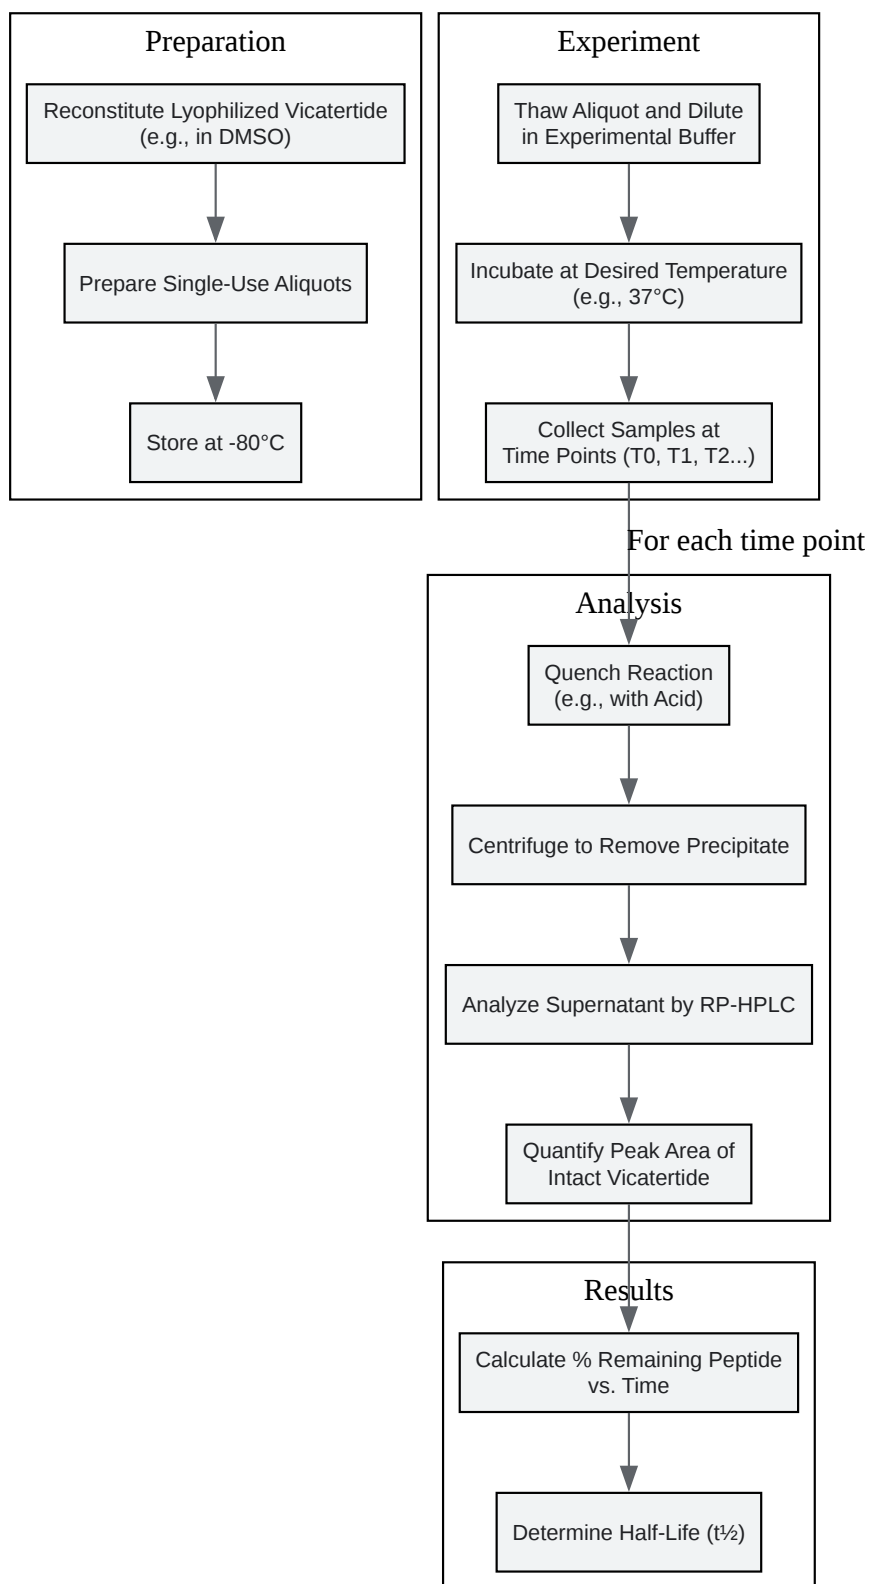 Preparation
Reconstitute Lyophilized Vicatertide
(e.g., in DMSO)
Prepare Single-Use Aliquots
Store at -80°C
Experiment
Thaw Aliquot and Dilute
in Experimental Buffer
Incubate at Desired Temperature
(e.g., 37°C)
Collect Samples at
Time Points (T0, T1, T2...)
For each time point
Analysis
Quench Reaction
(e.g., with Acid)
Centrifuge to Remove Precipitate
Analyze Supernatant by RP-HPLC
Quantify Peak Area of
Intact Vicatertide
Results
Calculate % Remaining Peptide
vs. Time
Determine Half-Life (t½)